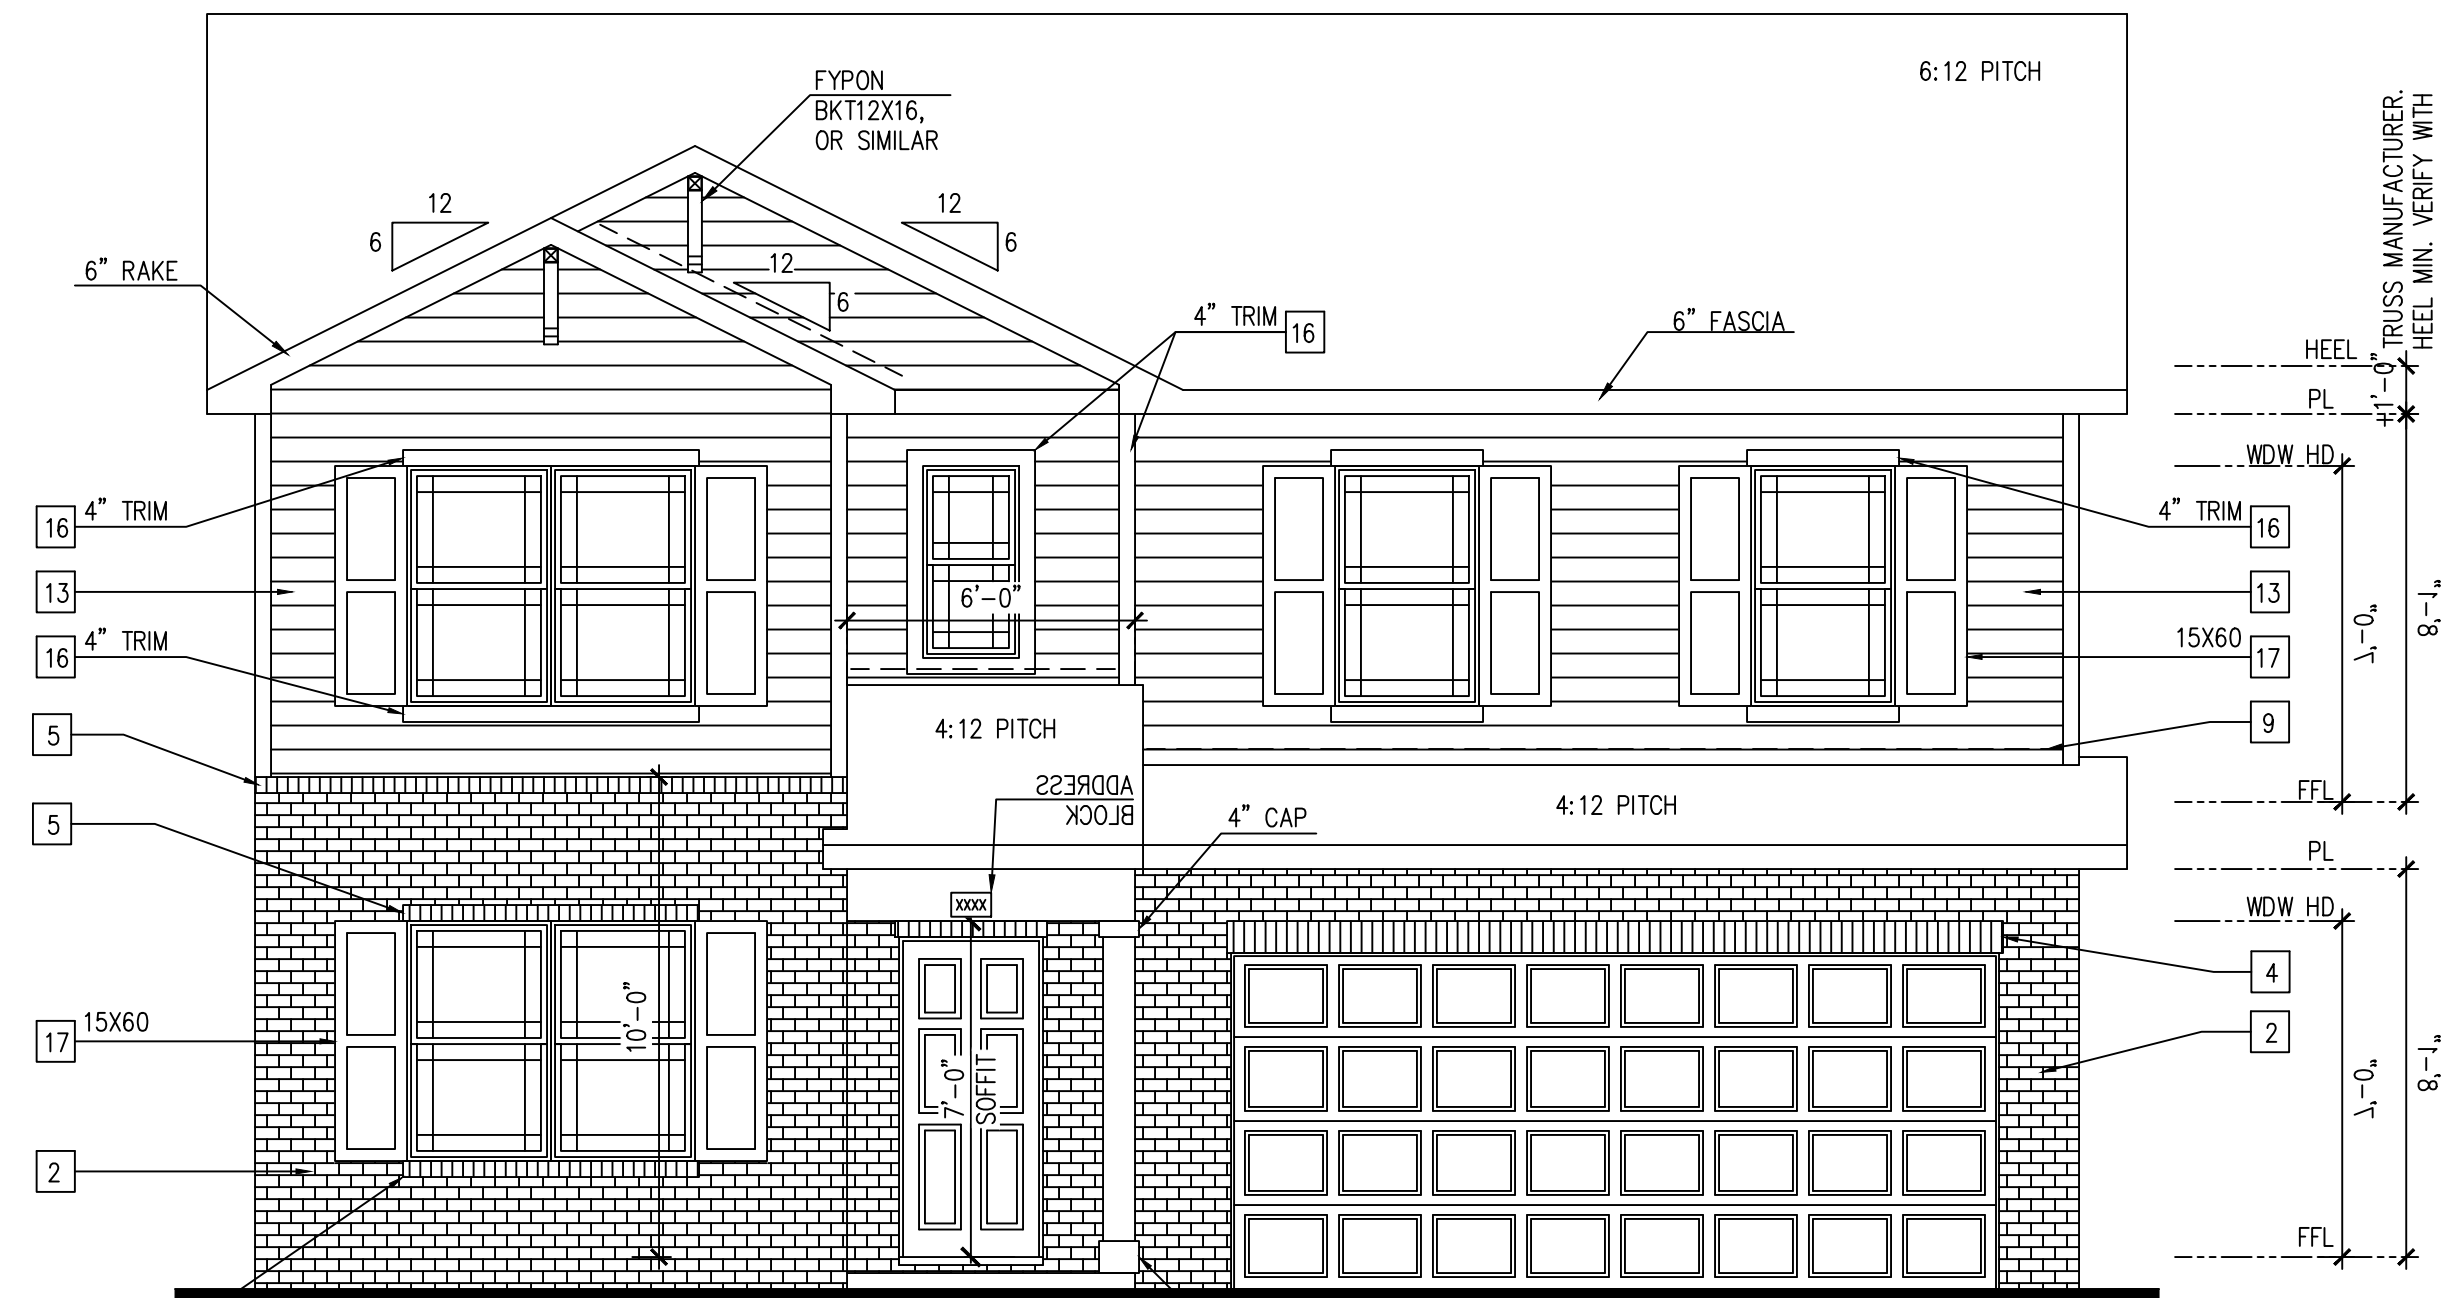 6:12 PITCH
FYPON
BKT12X16,
OR SIMILAR
TRUSS MANUFACTURER.
HEEL MIN. VERIFY WITH
12
6
12
6
12
6
6" RAKE
4" TRIM
16
6" FASCIA
HEEL
±1'-0"
PL
WDW HD
16
4" TRIM
4" TRIM
16
13
13
6'-0"
8'-1"
7'-0"
16
4" TRIM
15X60
17
5
9
4:12 PITCH
ADDRESS
BLOCK
FFL
4:12 PITCH
5
4" CAP
PL
XXXX
WDW HD
4
10'-0"
17
15X60
2
7'-0"
SOFFIT
7'-0"
8'-1"
2
FFL